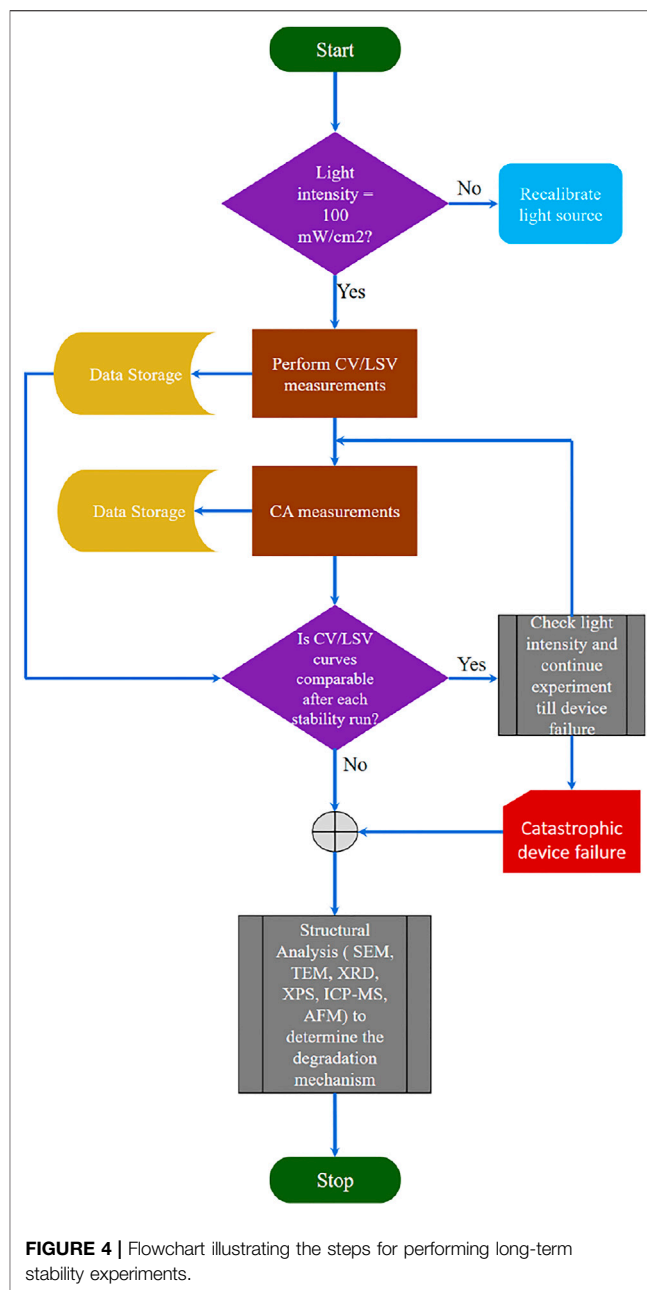 Start
Light
intensity =
100
mW/cm2?
No
Recalibrate
light source
Yes
Perform CV/LSV
measurements
Data Storage
CA measurements
Data Storage
Is CV/LSV
curves
comparable
after each
stability run?
Yes
Check light
intensity and
continue
experiment
till device
failure
No
Catastrophic
device failure
Structural
Analysis ( SEM,
TEM, XRD,
XPS, ICP-MS,
AFM) to
determine the
degradation
mechanism
Stop
FIGURE 4 | Flowchart illustrating the steps for performing long-term
stability experiments.